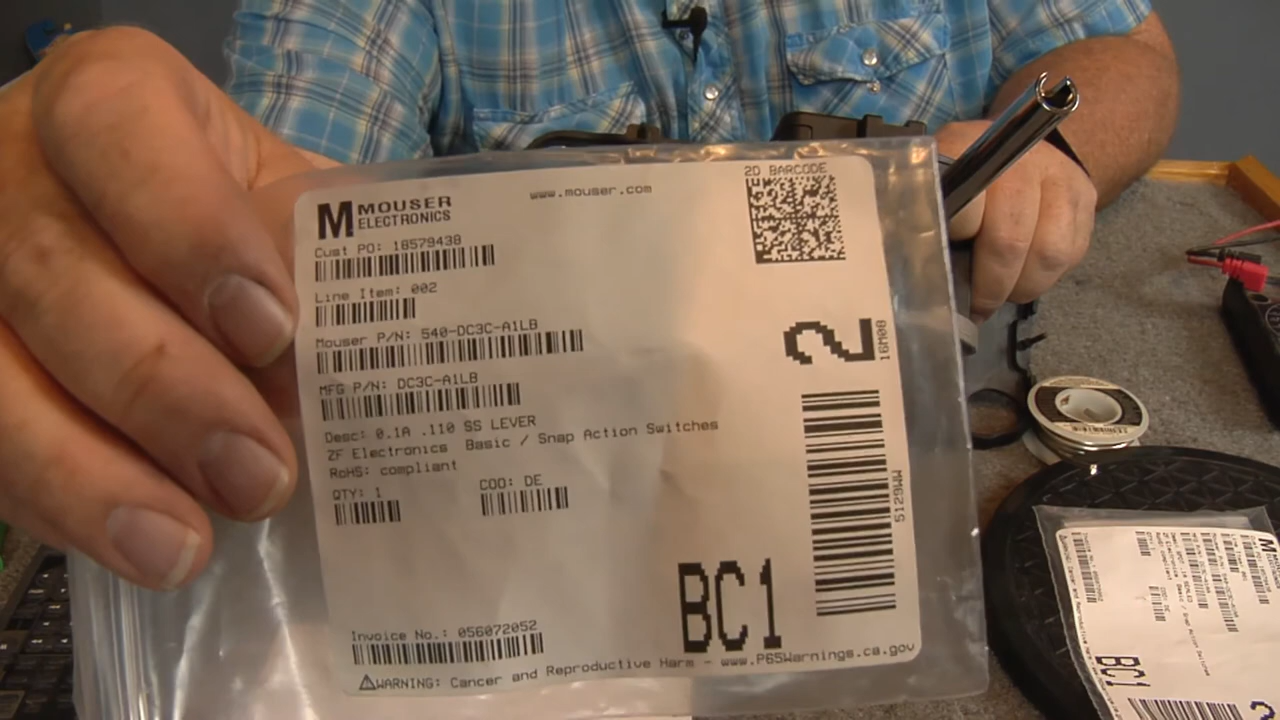 MOUSER
ELECTRONICS
www.mouser.com
2D BARCODE
Cust PO: 18579438
Line Item: 002
Mouser P/N: 540-DC3C-A1LB
MFG P/N: DC3C-A1LB
Desc: 0.1A .110 SS LEVER
ZF Electronics Basic / Snap Action Switches
RoHS: compliant
QTY: 1
COO: DE
2
16M08
5129WW
BC1
Invoice No.: 056072052
WARNING: Cancer and Reproductive Harm - www.P65Warnings.ca.gov
BC1